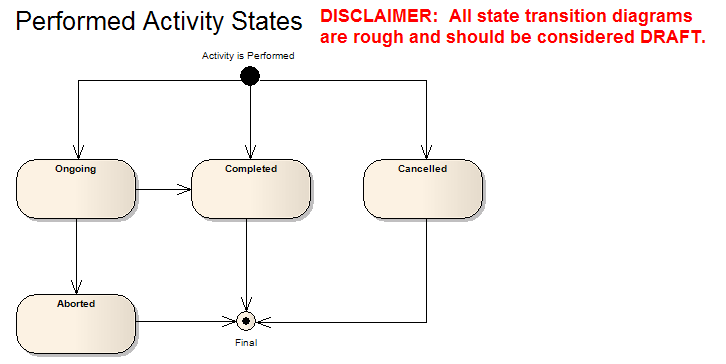 Performed Activity States
DISCLAIMER:  All state transition diagrams
are rough and should be considered DRAFT.
Activity is Performed
Ongoing
Completed
Cancelled
Aborted
Final